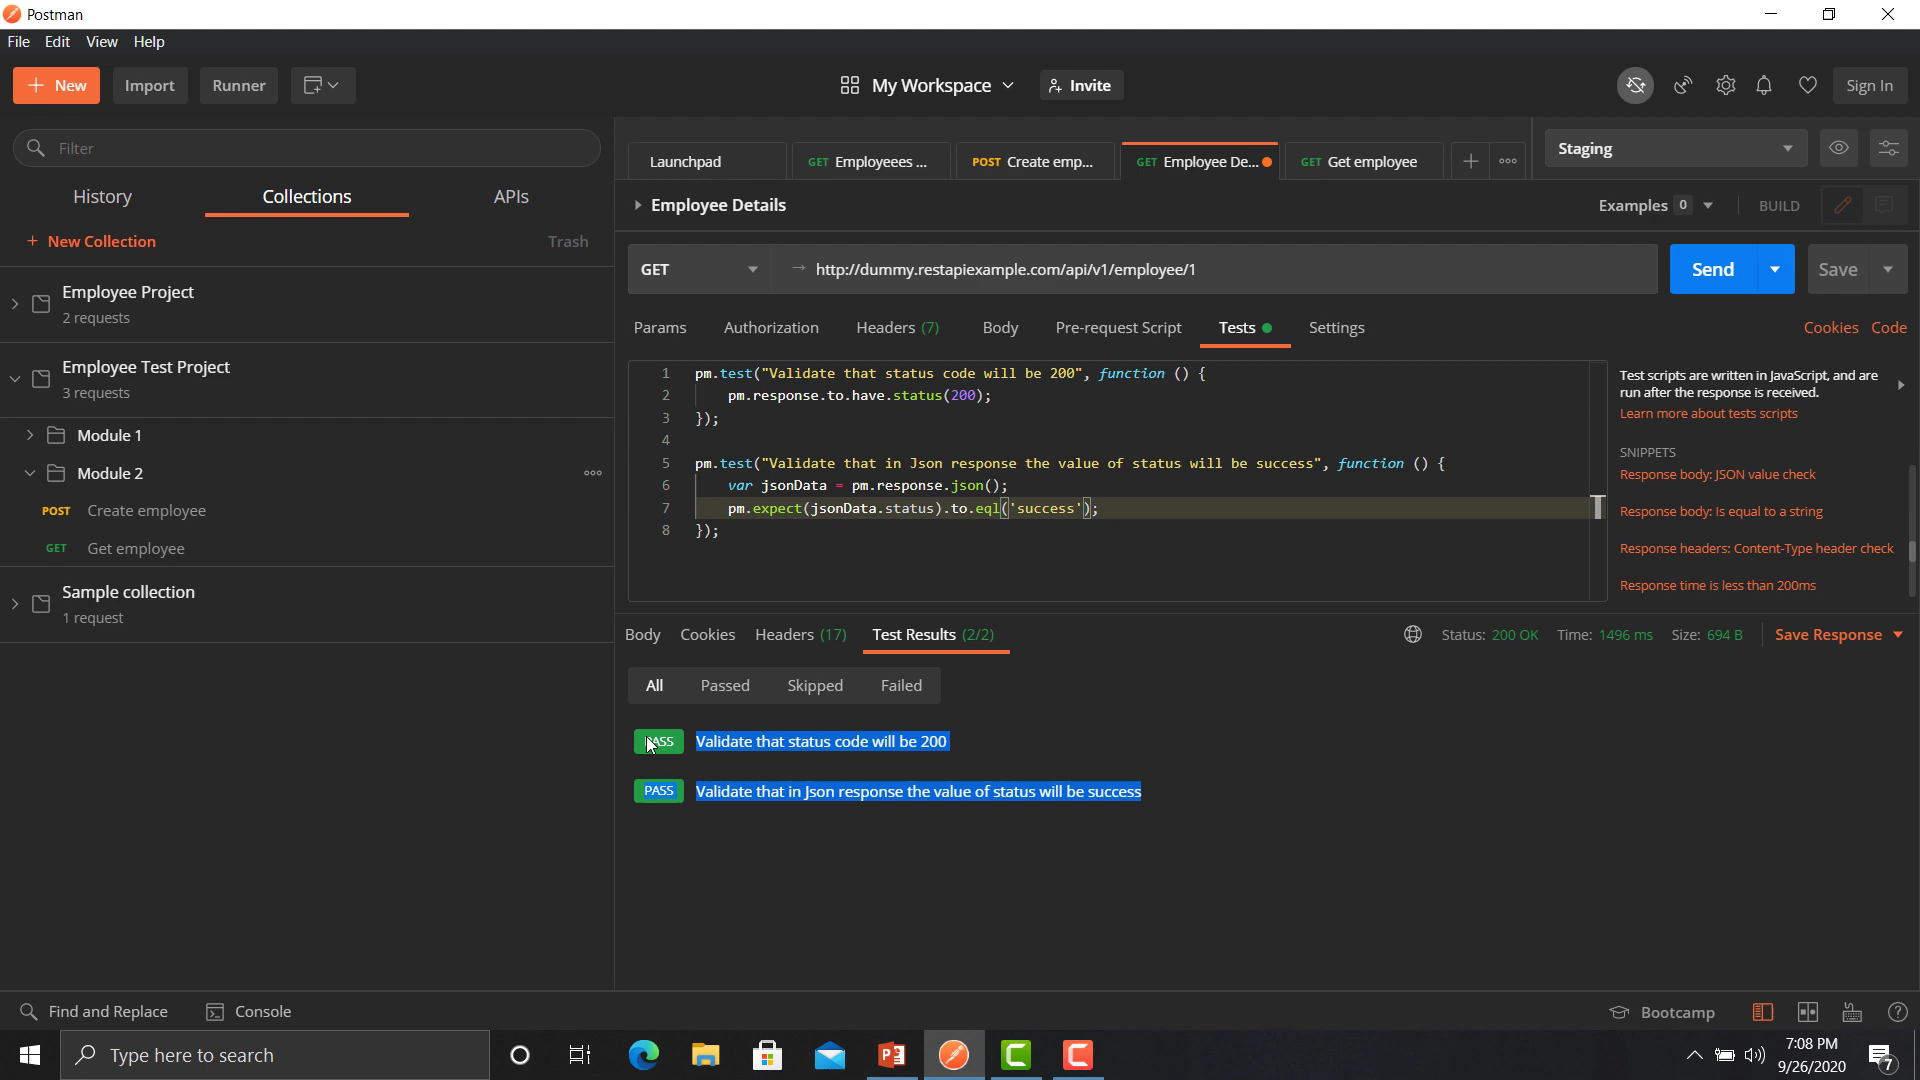 Postman
File Edit View Help
New Import Runner My Workspace Invite Sign In
Filter
History Collections APIs
+ New Collection Trash
Employee Project
2 requests
Employee Test Project
3 requests
Module 1
Module 2
POST Create employee
GET Get employee
Sample collection
1 request
Launchpad GET Employeees ... POST Create emp... GET Employee De... GET Get employee Staging
Employee Details Examples 0 BUILD
GET http://dummy.restapiexample.com/api/v1/employee/1 Send Save
Params Authorization Headers (7) Body Pre-request Script Tests Settings Cookies Code
1 pm.test("Validate that status code will be 200", function () {
2 pm.response.to.have.status(200);
3 });
4
5 pm.test("Validate that in Json response the value of status will be success", function () {
6 var jsonData = pm.response.json();
7 pm.expect(jsonData.status).to.eql('success');
8 });
Test scripts are written in JavaScript, and are
run after the response is received.
Learn more about tests scripts
SNIPPETS
Response body: JSON value check
Response body: Is equal to a string
Response headers: Content-Type header check
Response time is less than 200ms
Body Cookies Headers (17) Test Results (2/2) Status: 200 OK Time: 1496 ms Size: 694 B Save Response
All Passed Skipped Failed
PASS Validate that status code will be 200
PASS Validate that in Json response the value of status will be success
Find and Replace Console Bootcamp
Type here to search
7:08 PM
9/26/2020
7